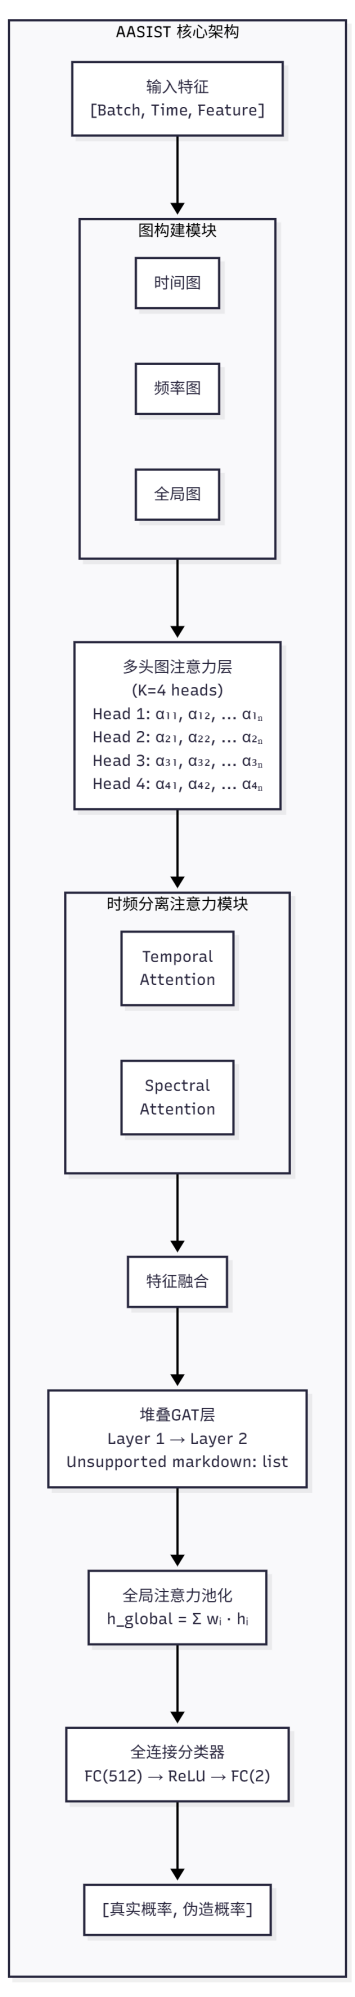 AASIST 核心架构
输入特征
[Batch, Time, Feature]
图构建模块
时间图
频率图
全局图
多头图注意力层
(K=4 heads)
Head 1: α₁₁, α₁₂, ... α₁ₙ
Head 2: α₂₁, α₂₂, ... α₂ₙ
Head 3: α₃₁, α₃₂, ... α₃ₙ
Head 4: α₄₁, α₄₂, ... α₄ₙ
时频分离注意力模块
Temporal
Attention
Spectral
Attention
特征融合
堆叠GAT层
Layer 1 → Layer 2
Unsupported markdown: list
全局注意力池化
h_global = Σ wᵢ · hᵢ
全连接分类器
FC(512) → ReLU → FC(2)
[真实概率, 伪造概率]